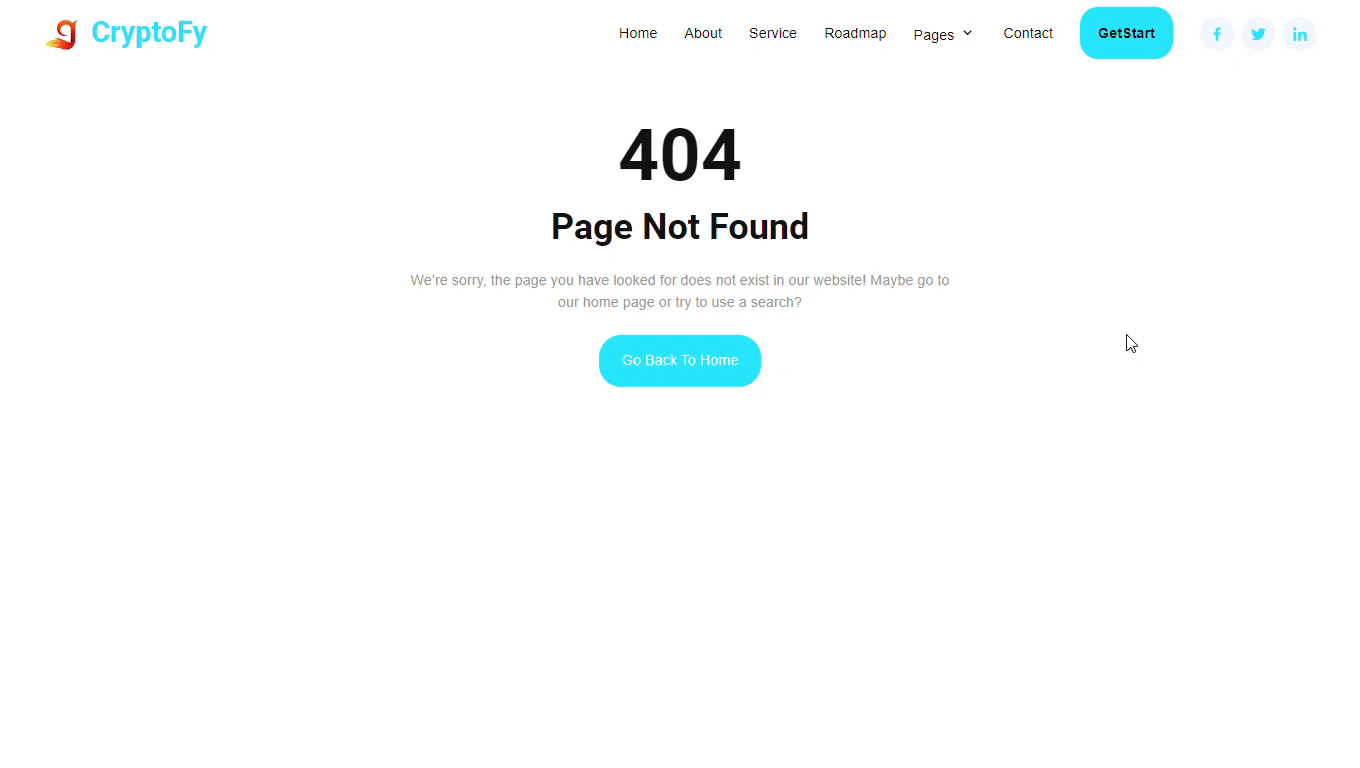 CryptoFy
Home About Service Roadmap Pages Contact GetStart
404
Page Not Found
We're sorry, the page you have looked for does not exist in our website! Maybe go to
our home page or try to use a search?
Go Back To Home